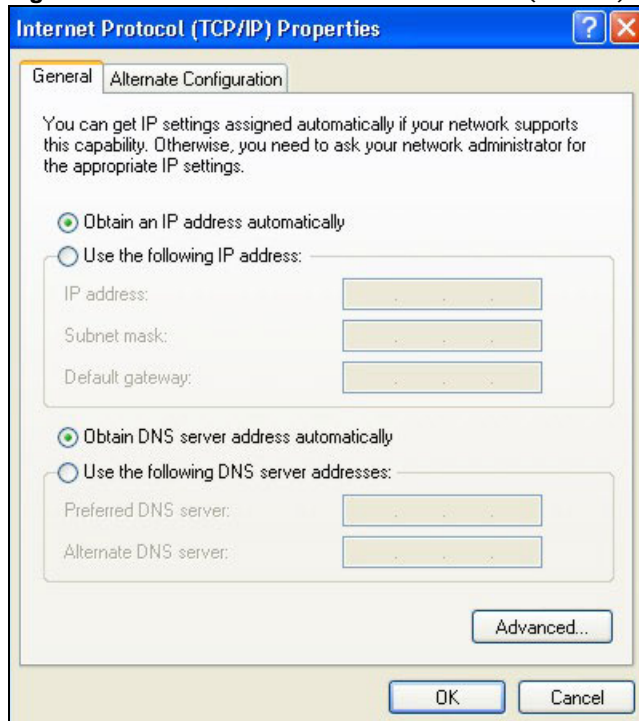 Internet Protocol (TCP/IP) Properties
General
Alternate Configuration
You can get IP settings assigned automatically if your network supports
this capability. Otherwise, you need to ask your network administrator for
the appropriate IP settings.
Obtain an IP address automatically
Use the following IP address:
IP address:
Subnet mask:
Default gateway:
Obtain DNS server address automatically
Use the following DNS server addresses:
Preferred DNS server:
Alternate DNS server:
Advanced...
OK
Cancel